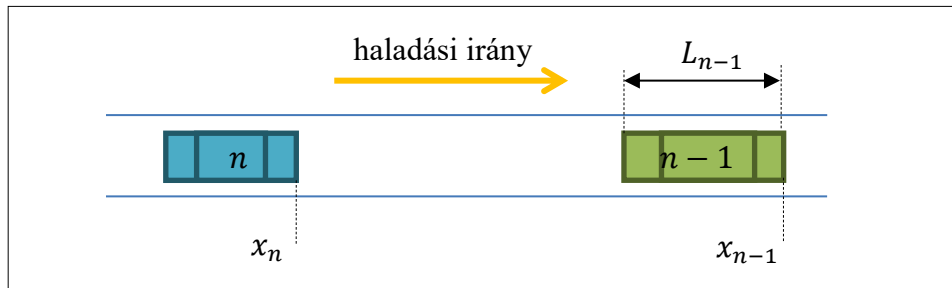 haladási irány
L_{n-1}
n
n − 1
x_n
x_{n-1}